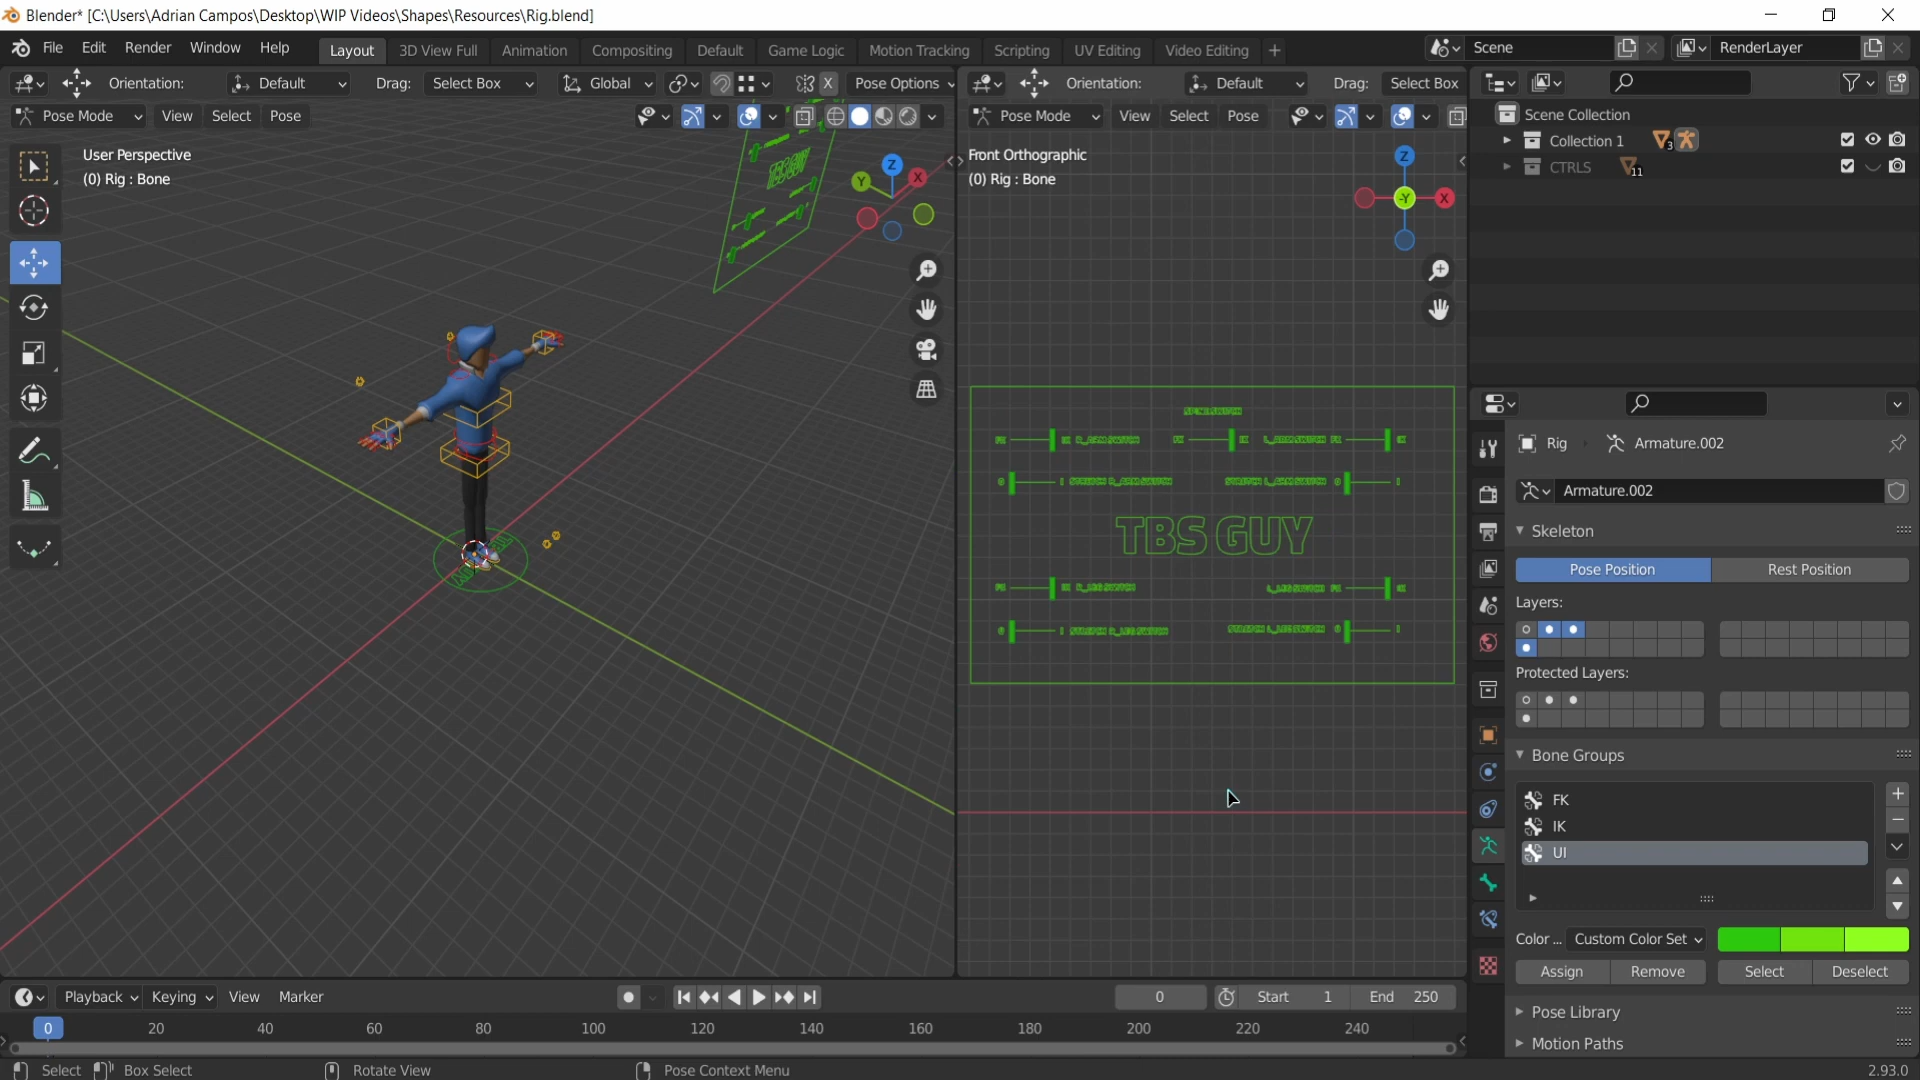 Blender* [C:\Users\Adrian Campos\Desktop\WIP Videos\Shapes\Resources\Rig.blend]
File Edit Render Window Help Layout 3D View Full Animation Compositing Default Game Logic Motion Tracking Scripting UV Editing Video Editing + Scene RenderLayer
Orientation: Default Drag: Select Box Global X Pose Options
Orientation: Default Drag: Select Box
Pose Mode View Select Pose
Pose Mode View Select Pose
User Perspective
(0) Rig : Bone
Front Orthographic
(0) Rig : Bone
Z
Y
X
Z
-Y
X
TBS GUY
TBS GUY
Scene Collection
Collection 1 3
CTRLS 11
Rig Armature.002
Armature.002
Skeleton
Pose Position Rest Position
Layers:
Protected Layers:
Bone Groups
FK
IK
UI
Color ... Custom Color Set
Assign Remove Select Deselect
Pose Library
Motion Paths
Playback Keying View Marker 0 Start 1 End 250
0 20 40 60 80 100 120 140 160 180 200 220 240
Select Box Select Rotate View Pose Context Menu 2.93.0